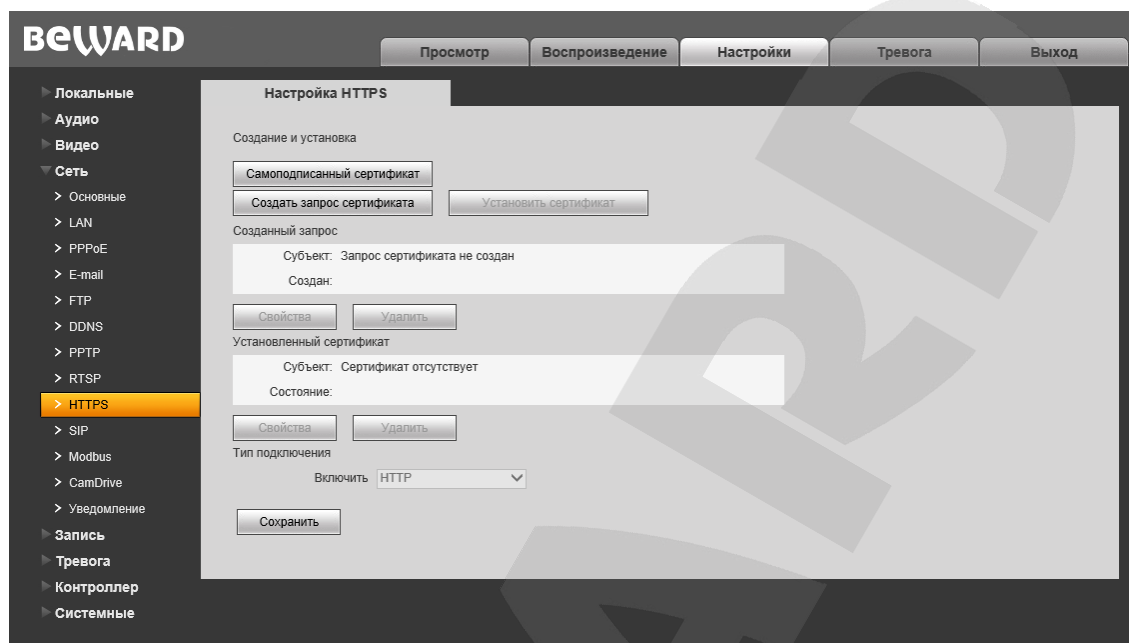 BEWARD
Просмотр Воспроизведение Настройки Тревога Выход
Локальные
Аудио
Видео
Сеть
Основные
LAN
PPPoE
E-mail
FTP
DDNS
PPTP
RTSP
HTTPS
SIP
Modbus
CamDrive
Уведомление
Запись
Тревога
Контроллер
Системные
Настройка HTTPS
Создание и установка
Самоподписанный сертификат
Создать запрос сертификата Установить сертификат
Созданный запрос
Субъект: Запрос сертификата не создан
Создан:
Свойства Удалить
Установленный сертификат
Субъект: Сертификат отсутствует
Состояние:
Свойства Удалить
Тип подключения
Включить HTTP
Сохранить
ARD